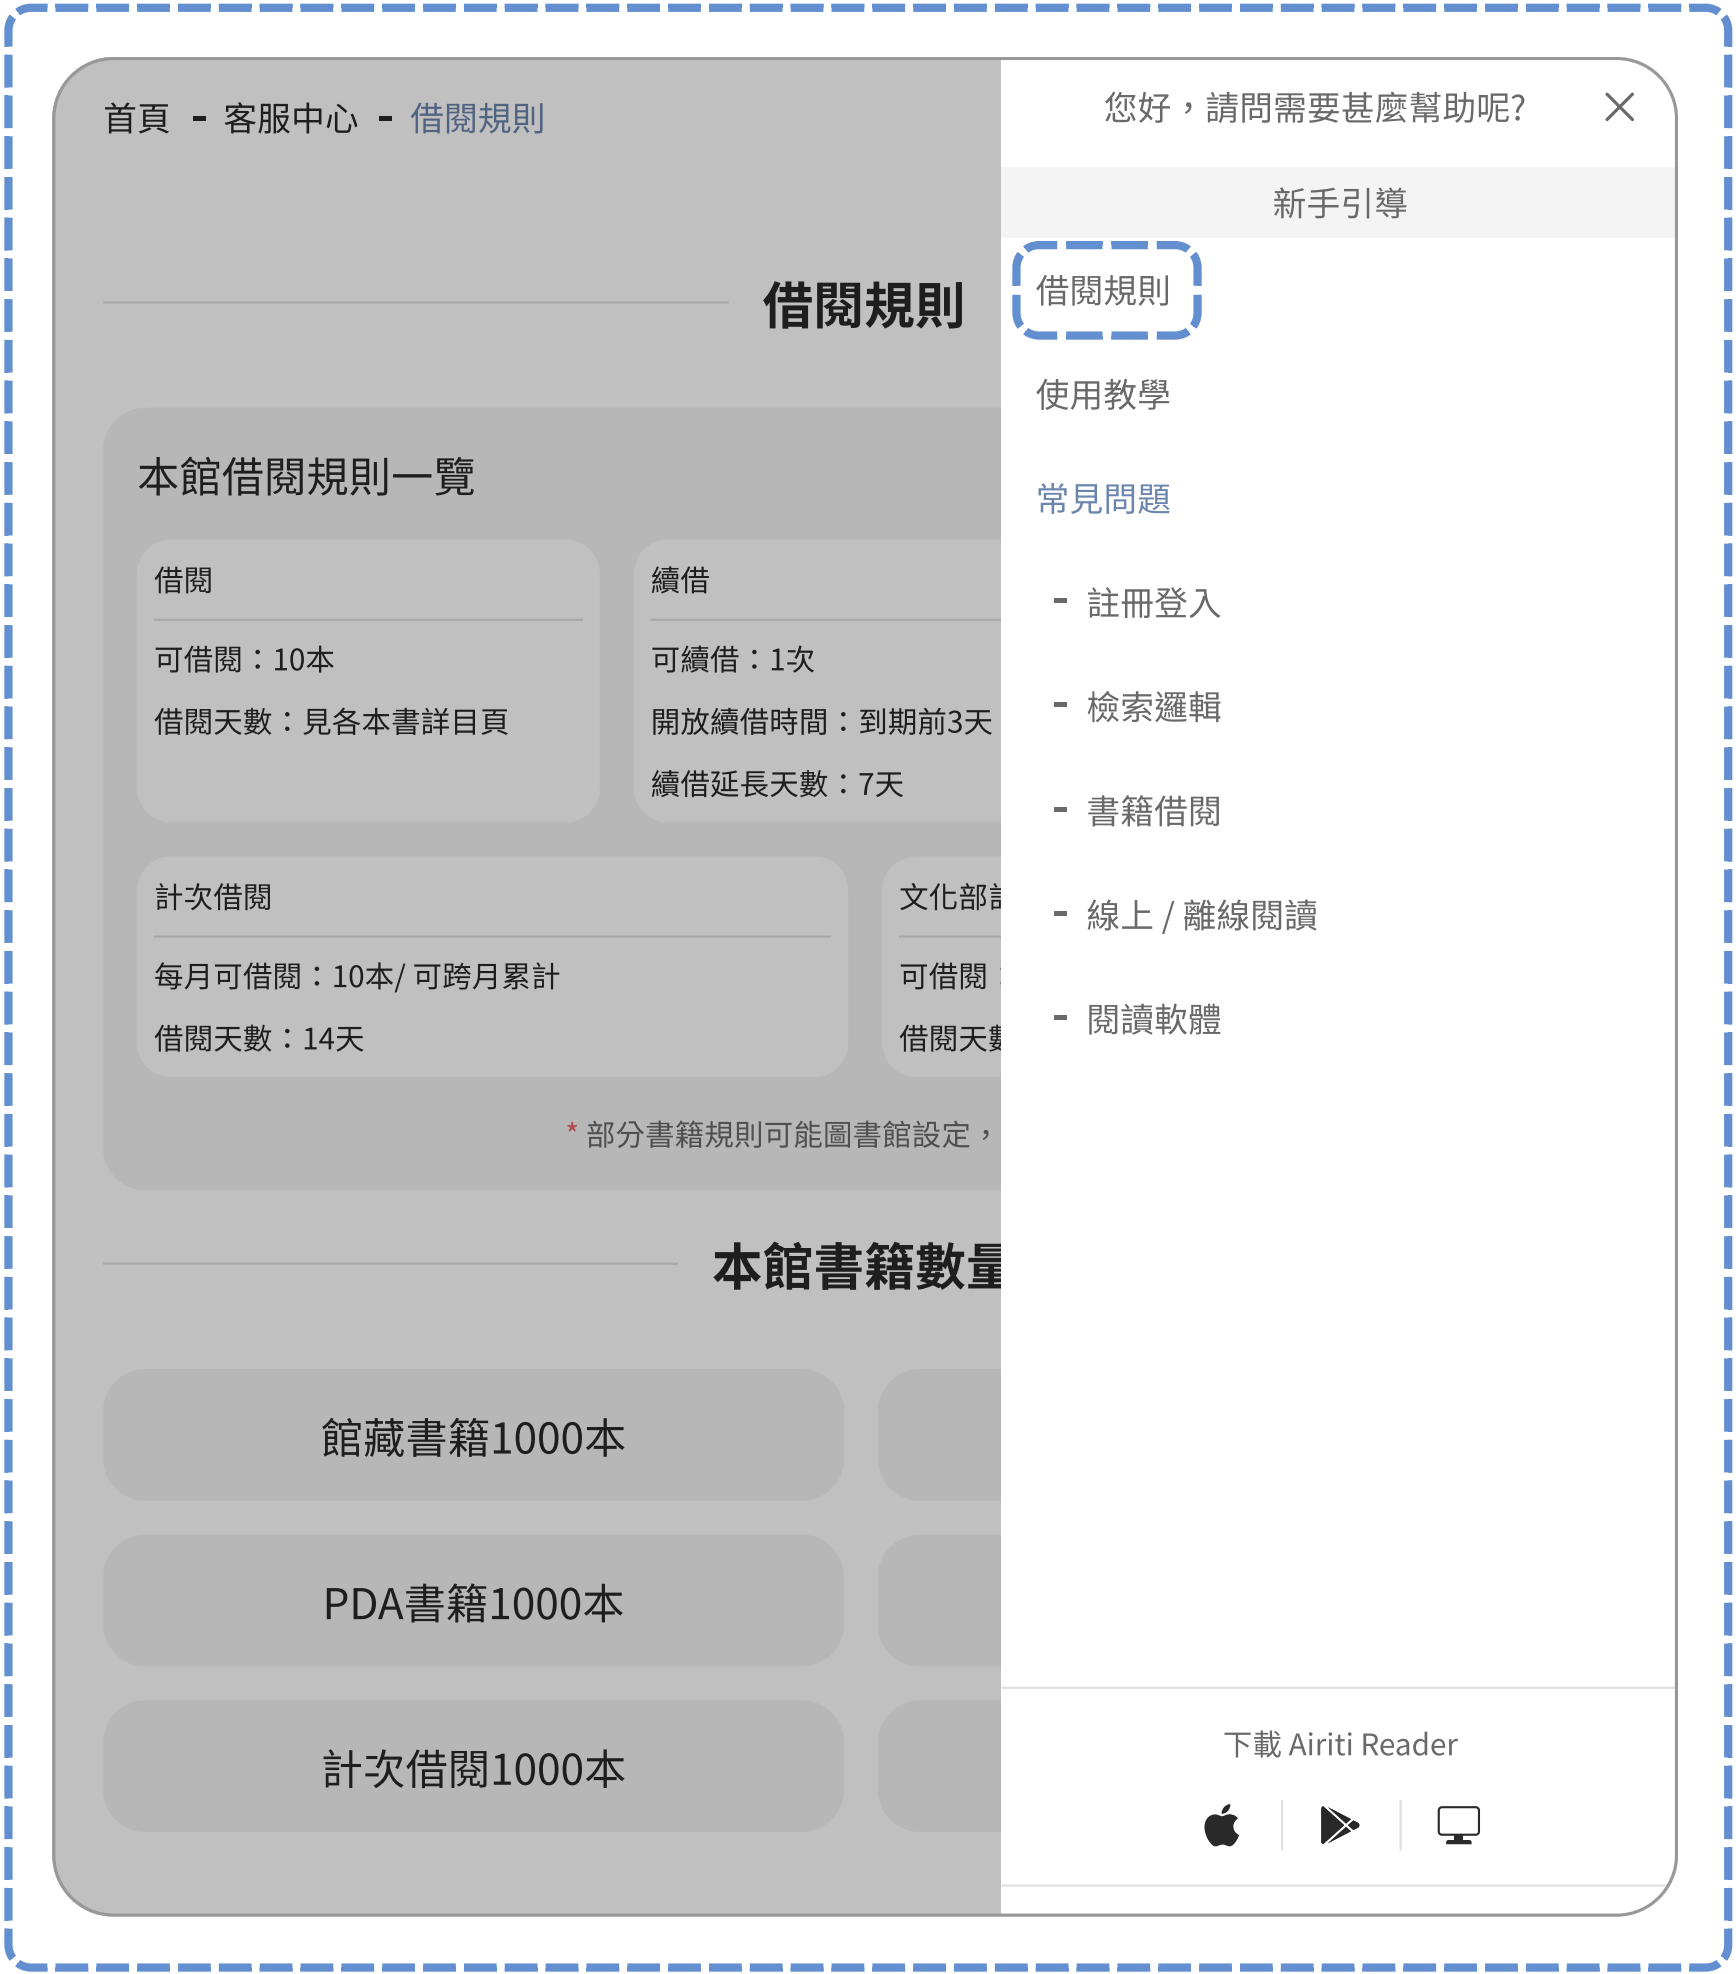 首頁 - 客服中心 - 借閱規則
借閱規則
本館借閱規則一覽
借閱
可借閱：10本
借閱天數：見各本書詳目頁
續借
可續借：1次
開放續借時間：到期前3天
續借延長天數：7天
計次借閱
每月可借閱：10本/ 可跨月累計
借閱天數：14天
文化部計
可借閱：
借閱天數
* 部分書籍規則可能圖書館設定，
本館書籍數量
館藏書籍1000本
PDA書籍1000本
計次借閱1000本
您好，請問需要甚麼幫助呢?
新手引導
借閱規則
使用教學
常見問題
- 註冊登入
- 檢索邏輯
- 書籍借閱
- 線上 / 離線閱讀
- 閱讀軟體
下載 Airiti Reader